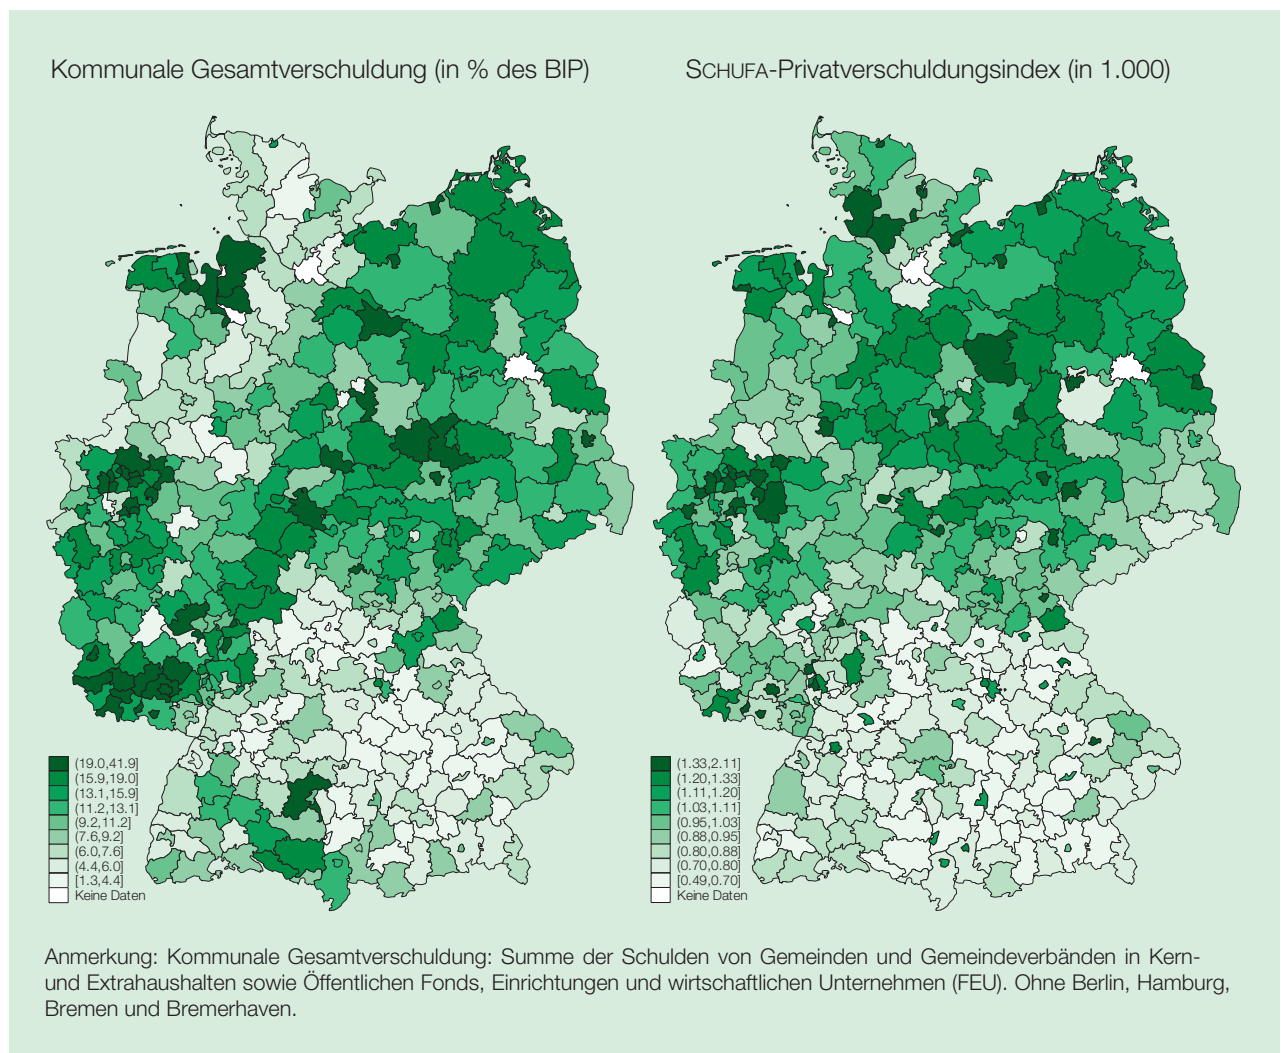 Kommunale Gesamtverschuldung (in % des BIP)
SCHUFA-Privatverschuldungsindex (in 1.000)
(19.0,41.9]
(15.9,19.0]
(13.1,15.9]
(11.2,13.1]
(9.2,11.2]
(7.6,9.2]
(6.0,7.6]
(4.4,6.0]
[1.3,4.4]
Keine Daten
(1.33,2.11]
(1.20,1.33]
(1.11,1.20]
(1.03,1.11]
(0.95,1.03]
(0.88,0.95]
(0.80,0.88]
(0.70,0.80]
[0.49,0.70]
Keine Daten
Anmerkung: Kommunale Gesamtverschuldung: Summe der Schulden von Gemeinden und Gemeindeverbänden in Kern-
und Extrahaushalten sowie Öffentlichen Fonds, Einrichtungen und wirtschaftlichen Unternehmen (FEU). Ohne Berlin, Hamburg,
Bremen und Bremerhaven.